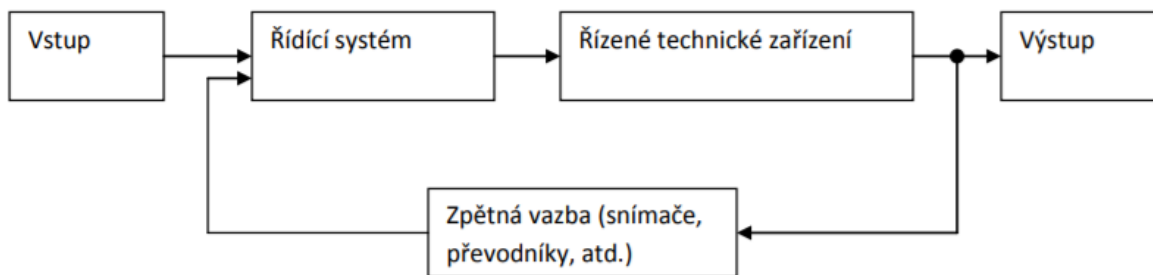 Vstup
Řídící systém
Řízené technické zařízení
Výstup
Zpětná vazba (snímače,
převodníky, atd.)